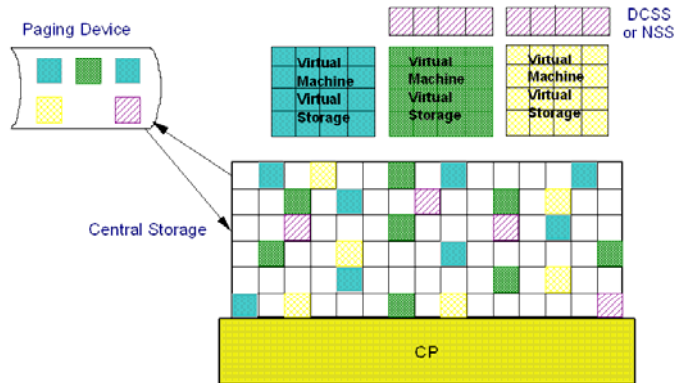 Paging Device
DCSS
or NSS
Virtual
Machine
Virtual
Storage
Virtual
Machine
Virtual
Storage
Virtual
Machine
Virtual
Storage
Central Storage
CP